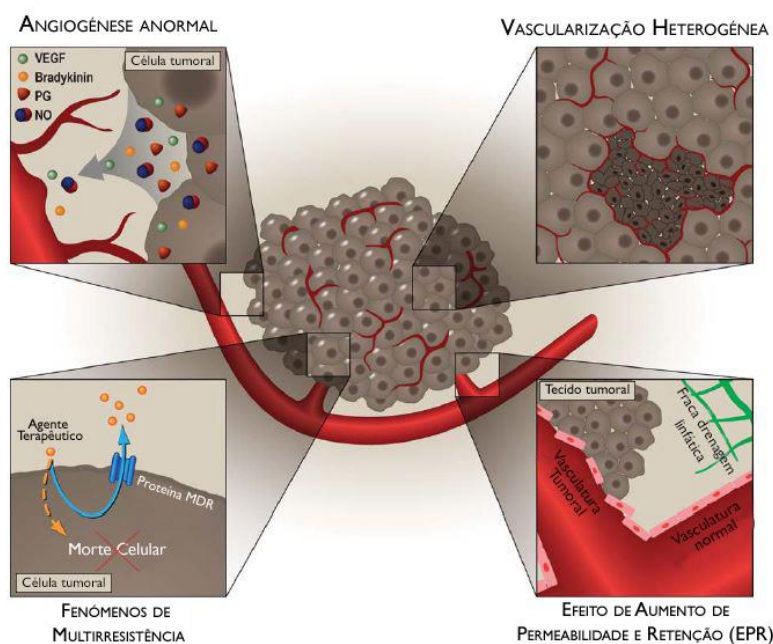 ANGIOGÉNESE ANORMAL
VEGF
Bradykinin
PG
NO
Célula tumoral
VASCULARIZAÇÃO HETEROGÉNEA
Agente
Terapêutico
Proteína MDR
Morte Celular
Célula tumoral
FENÓMENOS DE
MULTIRRESISTÊNCIA
Tecido tumoral
Fraca drenagem
linfática
Vasculatura
Tumoral
Vasculatura
normal
EFEITO DE AUMENTO DE
PERMEABILIDADE E RETENÇÃO (EPR)